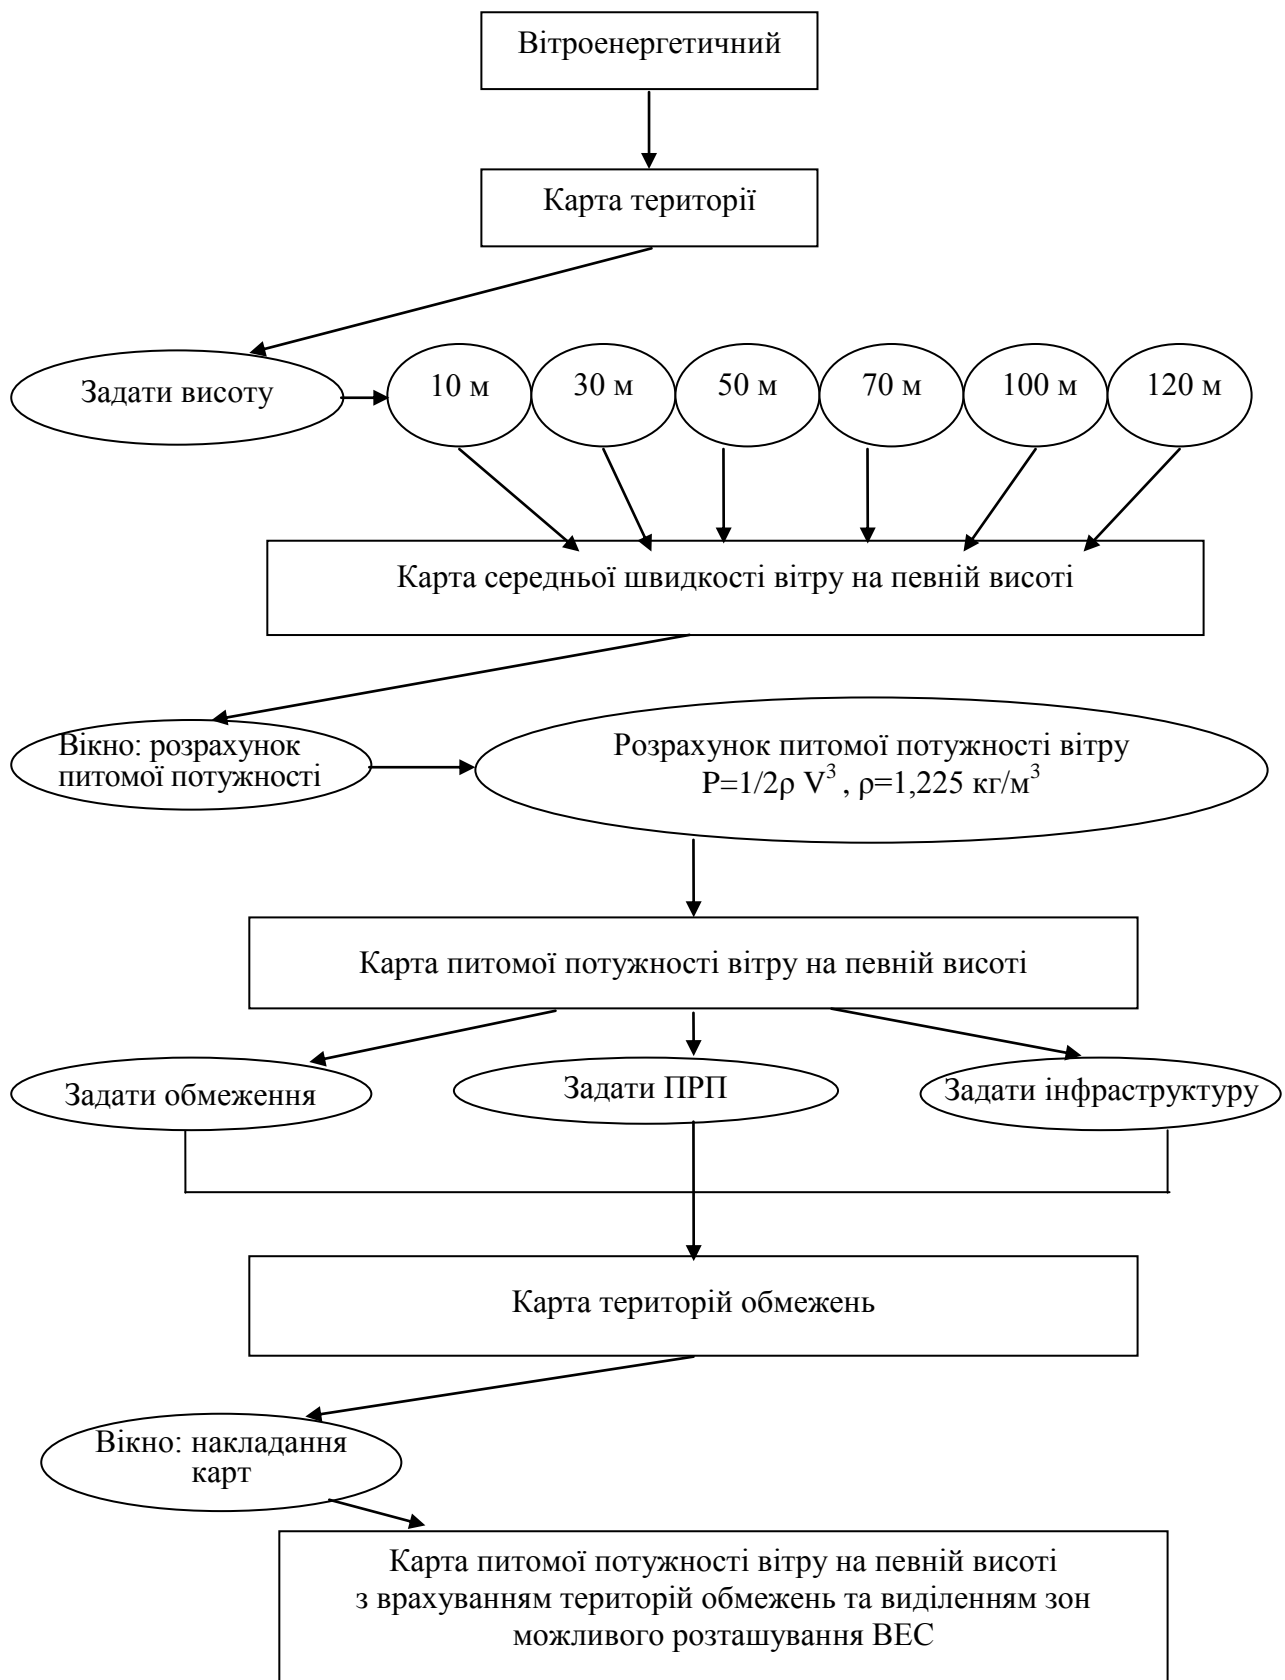 Вітроенергетичний
Карта території
Задати висоту
10 м
30 м
50 м
70 м
100 м
120 м
Карта середньої швидкості вітру на певній висоті
Вікно: розрахунок
питомої потужності
Розрахунок питомої потужності вітру
P=1/2ρ V³ , ρ=1,225 кг/м³
Карта питомої потужності вітру на певній висоті
Задати обмеження
Задати ПРП
Задати інфраструктуру
Карта територій обмежень
Вікно: накладання
карт
Карта питомої потужності вітру на певній висоті
з врахуванням територій обмежень та виділенням зон
можливого розташування ВЕС